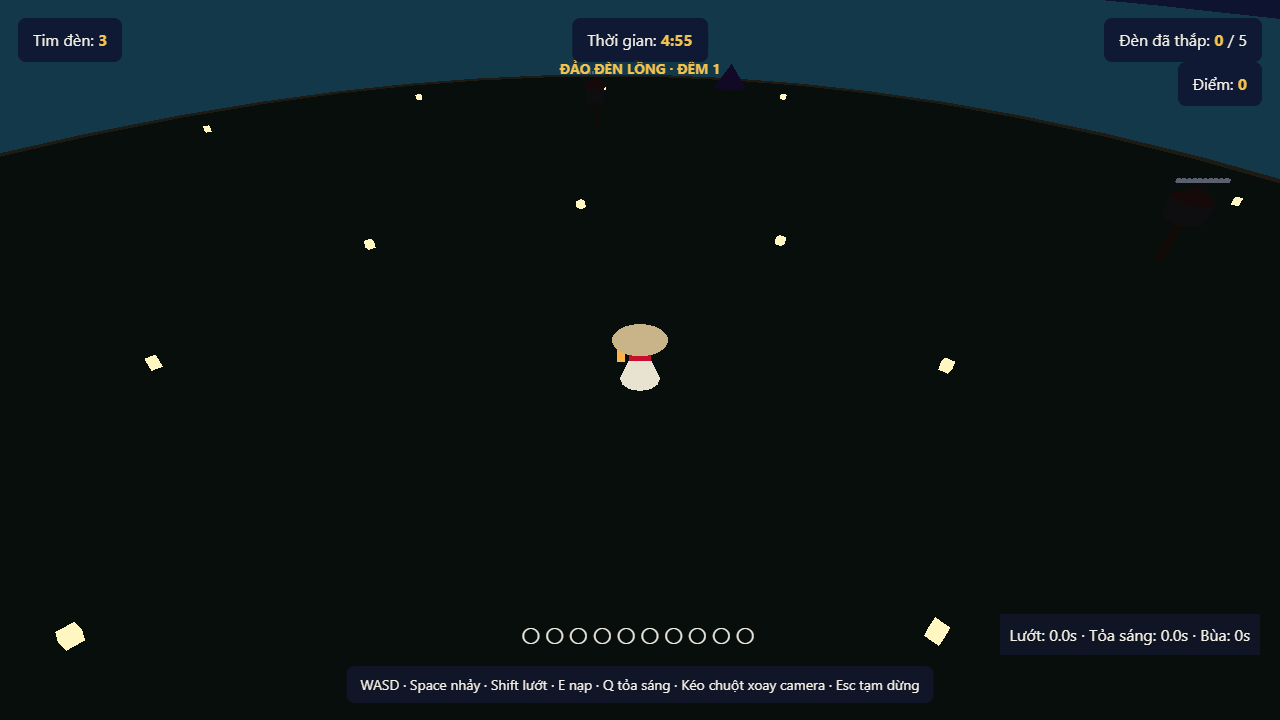 Tim đèn: 3
Thời gian: 4:55
Đèn đã thắp: 0 / 5
ĐẢO ĐÈN LỒNG · ĐÊM 1
Điểm: 0
Lướt: 0.0s · Tỏa sáng: 0.0s · Bùa: 0s
WASD · Space nhảy · Shift lướt · E nạp · Q tỏa sáng · Kéo chuột xoay camera · Esc tạm dừng